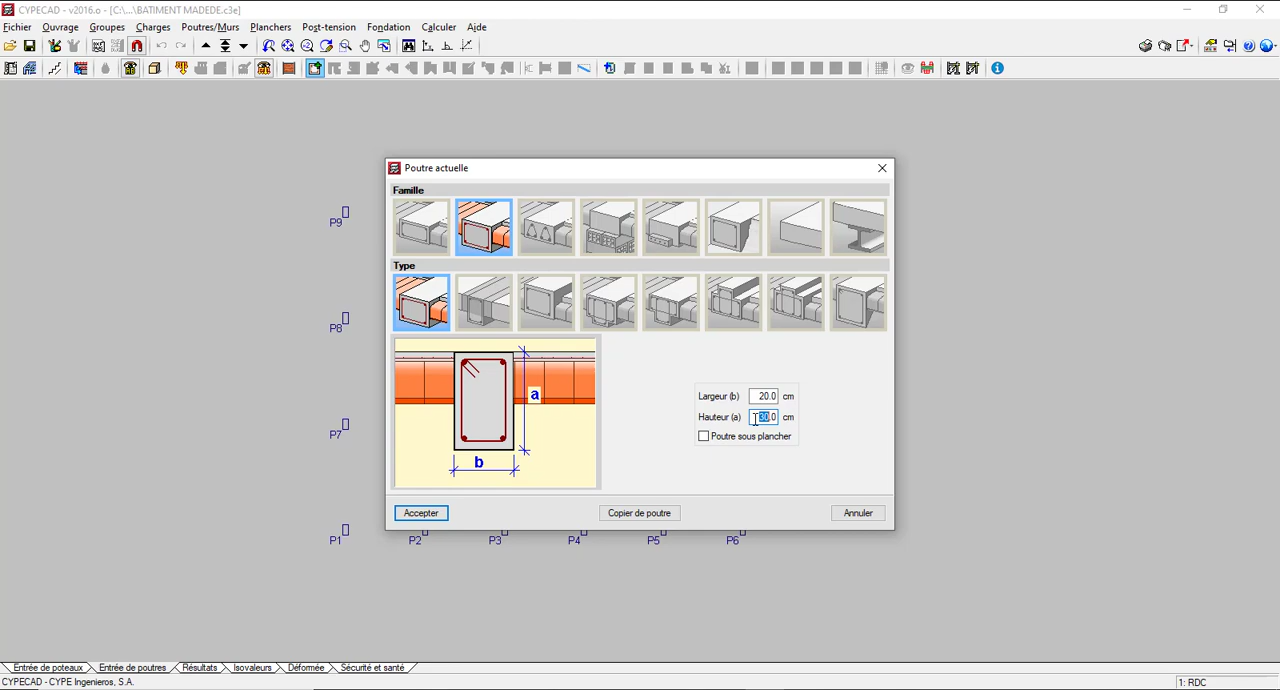 CYPECAD - v2016.o - [C:\...\BATIMENT MADEDE.c3e]
Fichier Ouvrage Groupes Charges Poutres/Murs Planchers Post-tension Fondation Calculer Aide
Poutre actuelle
Famille
P9
Type
P8
a
Largeur (b) 20.0 cm
Hauteur (a) 30.0 cm
P7
Poutre sous plancher
b
Accepter Copier de poutre Annuler
P1 P2 P3 P4 P5 P6
Entrée de poteaux Entrée de poutres Résultats Isovaleurs Déformée Sécurité et santé
CYPECAD - CYPE Ingenieros, S.A. 1: RDC